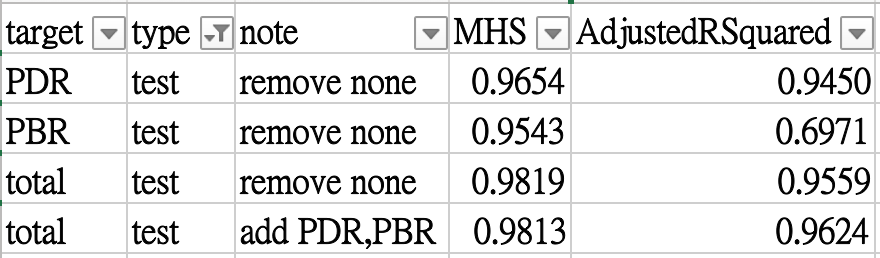 target type note MHS AdjustedRSquared
PDR test remove none 0.9654 0.9450
PBR test remove none 0.9543 0.6971
total test remove none 0.9819 0.9559
total test add PDR,PBR 0.9813 0.9624